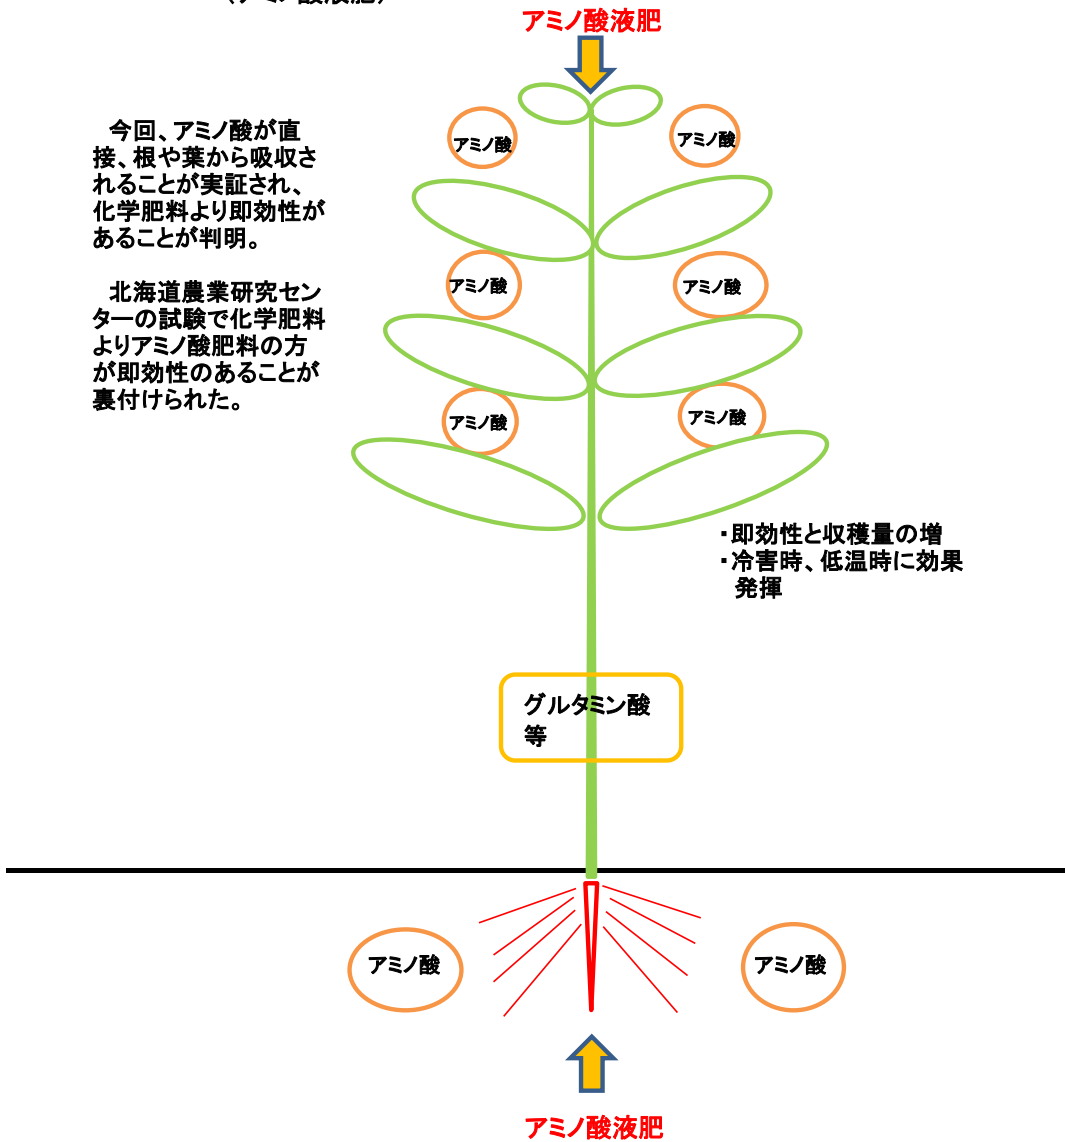 アミノ酸液肥
今回、アミノ酸が直
接、根や葉から吸収さ
れることが実証され、
化学肥料より即効性が
あることが判明。
北海道農業研究セン
ターの試験で化学肥料
よりアミノ酸肥料の方
が即効性のあることが
裏付けられた。
アミノ酸
アミノ酸
アミノ酸
アミノ酸
アミノ酸
アミノ酸
・即効性と収穫量の増
・冷害時、低温時に効果
発揮
グルタミン酸
等
アミノ酸
アミノ酸
アミノ酸液肥